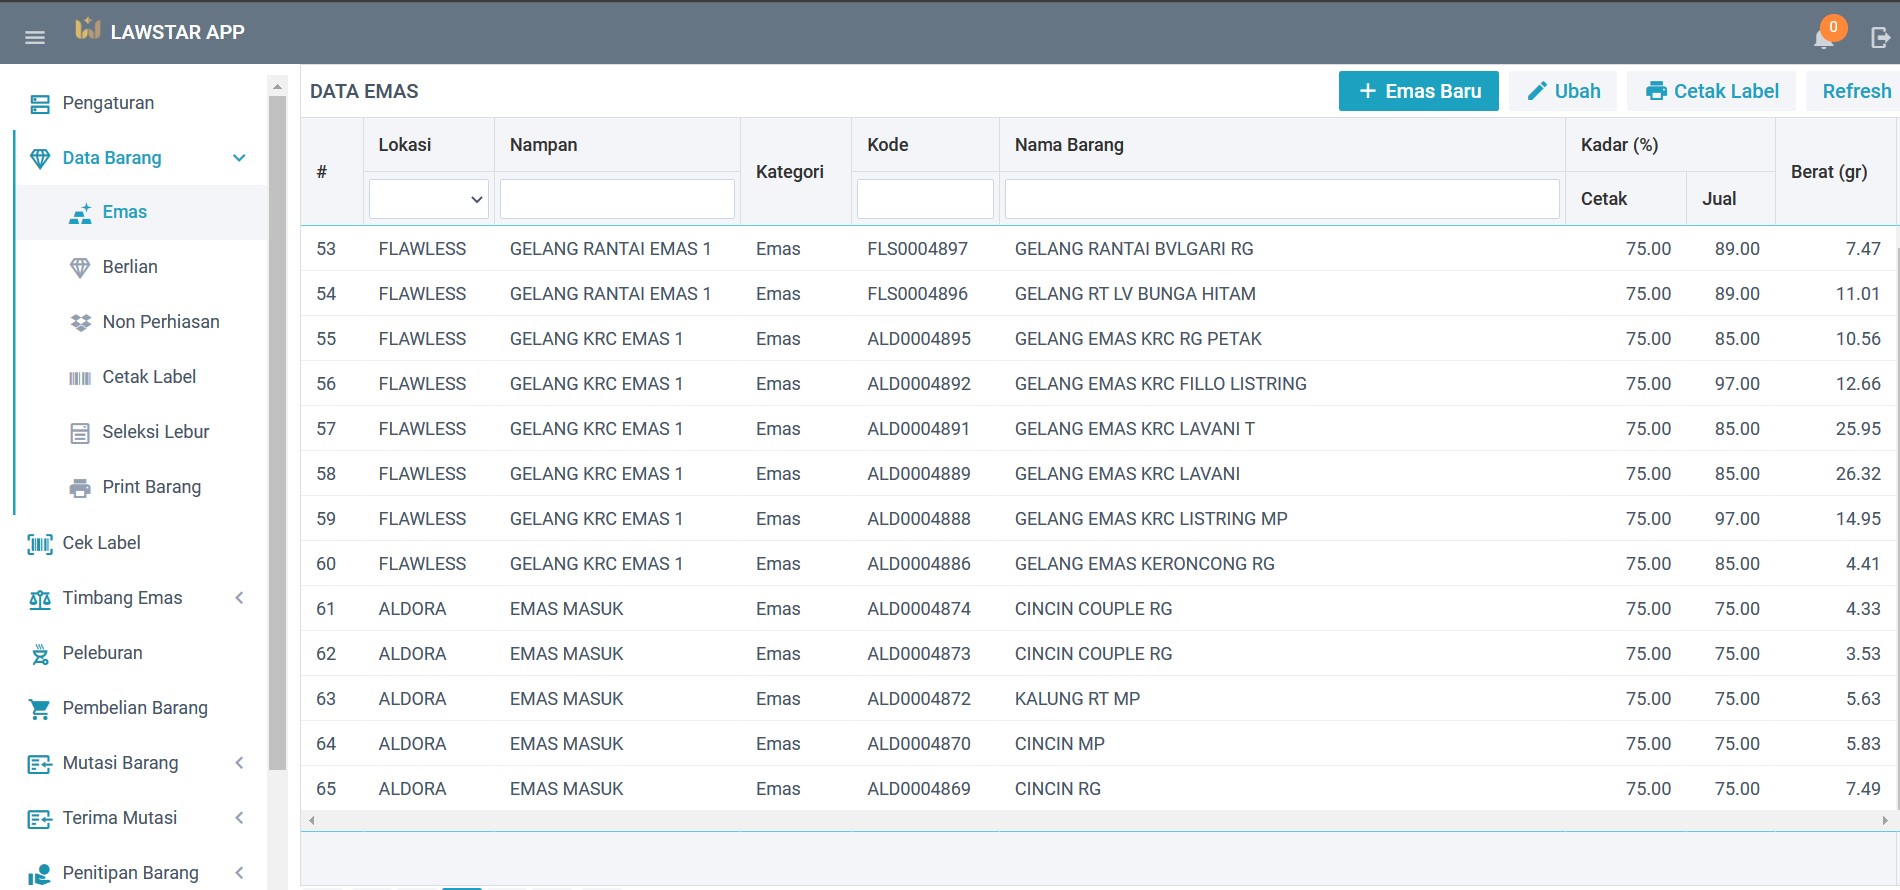 LAWSTAR APP
0
Pengaturan
Data Barang
Emas
Berlian
Non Perhiasan
Cetak Label
Seleksi Lebur
Print Barang
Cek Label
Timbang Emas
Peleburan
Pembelian Barang
Mutasi Barang
Terima Mutasi
Penitipan Barang
DATA EMAS
+ Emas Baru Ubah Cetak Label Refresh
# Lokasi Nampan Kategori Kode Nama Barang Kadar (%) Berat (gr)
Cetak Jual
53 FLAWLESS GELANG RANTAI EMAS 1 Emas FLS0004897 GELANG RANTAI BVLGARI RG 75.00 89.00 7.47
54 FLAWLESS GELANG RANTAI EMAS 1 Emas FLS0004896 GELANG RT LV BUNGA HITAM 75.00 89.00 11.01
55 FLAWLESS GELANG KRC EMAS 1 Emas ALD0004895 GELANG EMAS KRC RG PETAK 75.00 85.00 10.56
56 FLAWLESS GELANG KRC EMAS 1 Emas ALD0004892 GELANG EMAS KRC FILLO LISTRING 75.00 97.00 12.66
57 FLAWLESS GELANG KRC EMAS 1 Emas ALD0004891 GELANG EMAS KRC LAVANI T 75.00 85.00 25.95
58 FLAWLESS GELANG KRC EMAS 1 Emas ALD0004889 GELANG EMAS KRC LAVANI 75.00 85.00 26.32
59 FLAWLESS GELANG KRC EMAS 1 Emas ALD0004888 GELANG EMAS KRC LISTRING MP 75.00 97.00 14.95
60 FLAWLESS GELANG KRC EMAS 1 Emas ALD0004886 GELANG EMAS KERONCONG RG 75.00 85.00 4.41
61 ALDORA EMAS MASUK Emas ALD0004874 CINCIN COUPLE RG 75.00 75.00 4.33
62 ALDORA EMAS MASUK Emas ALD0004873 CINCIN COUPLE RG 75.00 75.00 3.53
63 ALDORA EMAS MASUK Emas ALD0004872 KALUNG RT MP 75.00 75.00 5.63
64 ALDORA EMAS MASUK Emas ALD0004870 CINCIN MP 75.00 75.00 5.83
65 ALDORA EMAS MASUK Emas ALD0004869 CINCIN RG 75.00 75.00 7.49